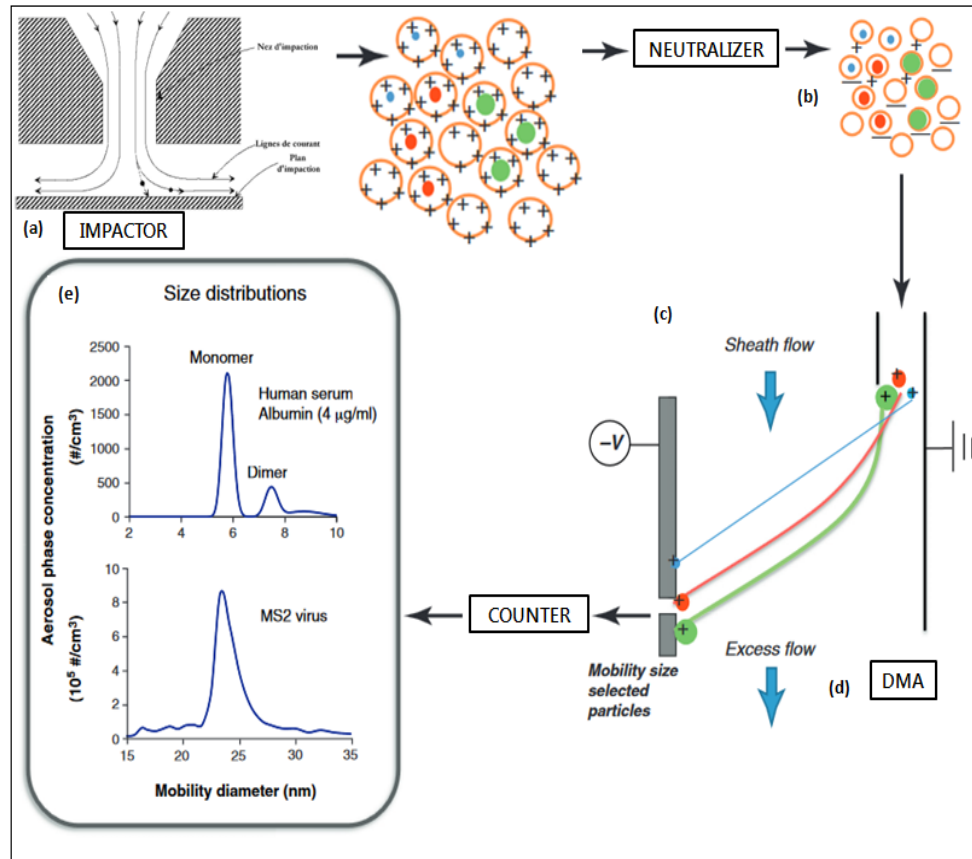 Nez d'impaction
Lignes de courant
Plan
d'impaction
(a)
IMPACTOR
NEUTRALIZER
(b)
(c)
Sheath flow
–V
Mobility size
selected
particles
Excess flow
(d)
DMA
COUNTER
(e)
Size distributions
Aerosol phase concentration
(#/cm³)
2500
2000
1500
1000
500
0
2
4
6
8
10
Monomer
Human serum
Albumin (4 µg/ml)
Dimer
(10⁵ #/cm³)
10
8
6
4
2
0
15
20
25
30
35
MS2 virus
Mobility diameter (nm)